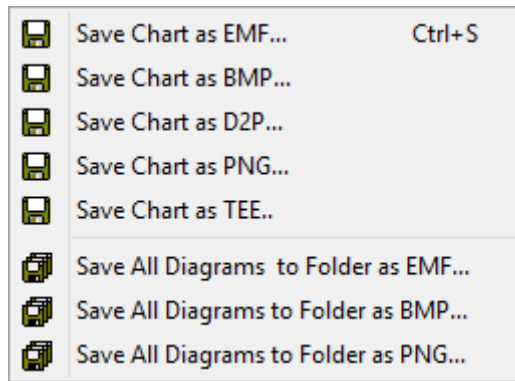 Save Chart as EMF... Ctrl+S
Save Chart as BMP...
Save Chart as D2P...
Save Chart as PNG...
Save Chart as TEE..
Save All Diagrams  to Folder as EMF...
Save All Diagrams to Folder as BMP...
Save All Diagrams to Folder as PNG...